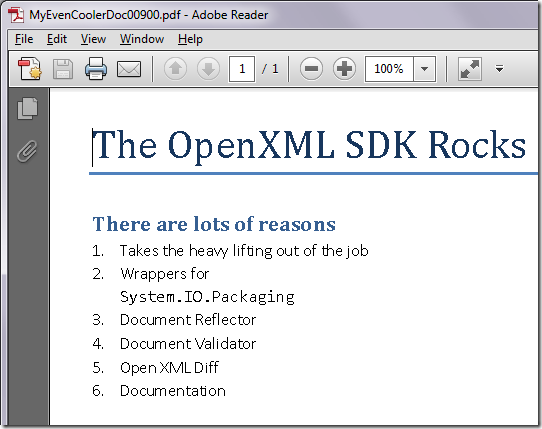 MyEvenCoolerDoc00900.pdf - Adobe Reader
File Edit View Window Help
1 / 1 100%
The OpenXML SDK Rocks
There are lots of reasons
1. Takes the heavy lifting out of the job
2. Wrappers for
System.IO.Packaging
3. Document Reflector
4. Document Validator
5. Open XML Diff
6. Documentation